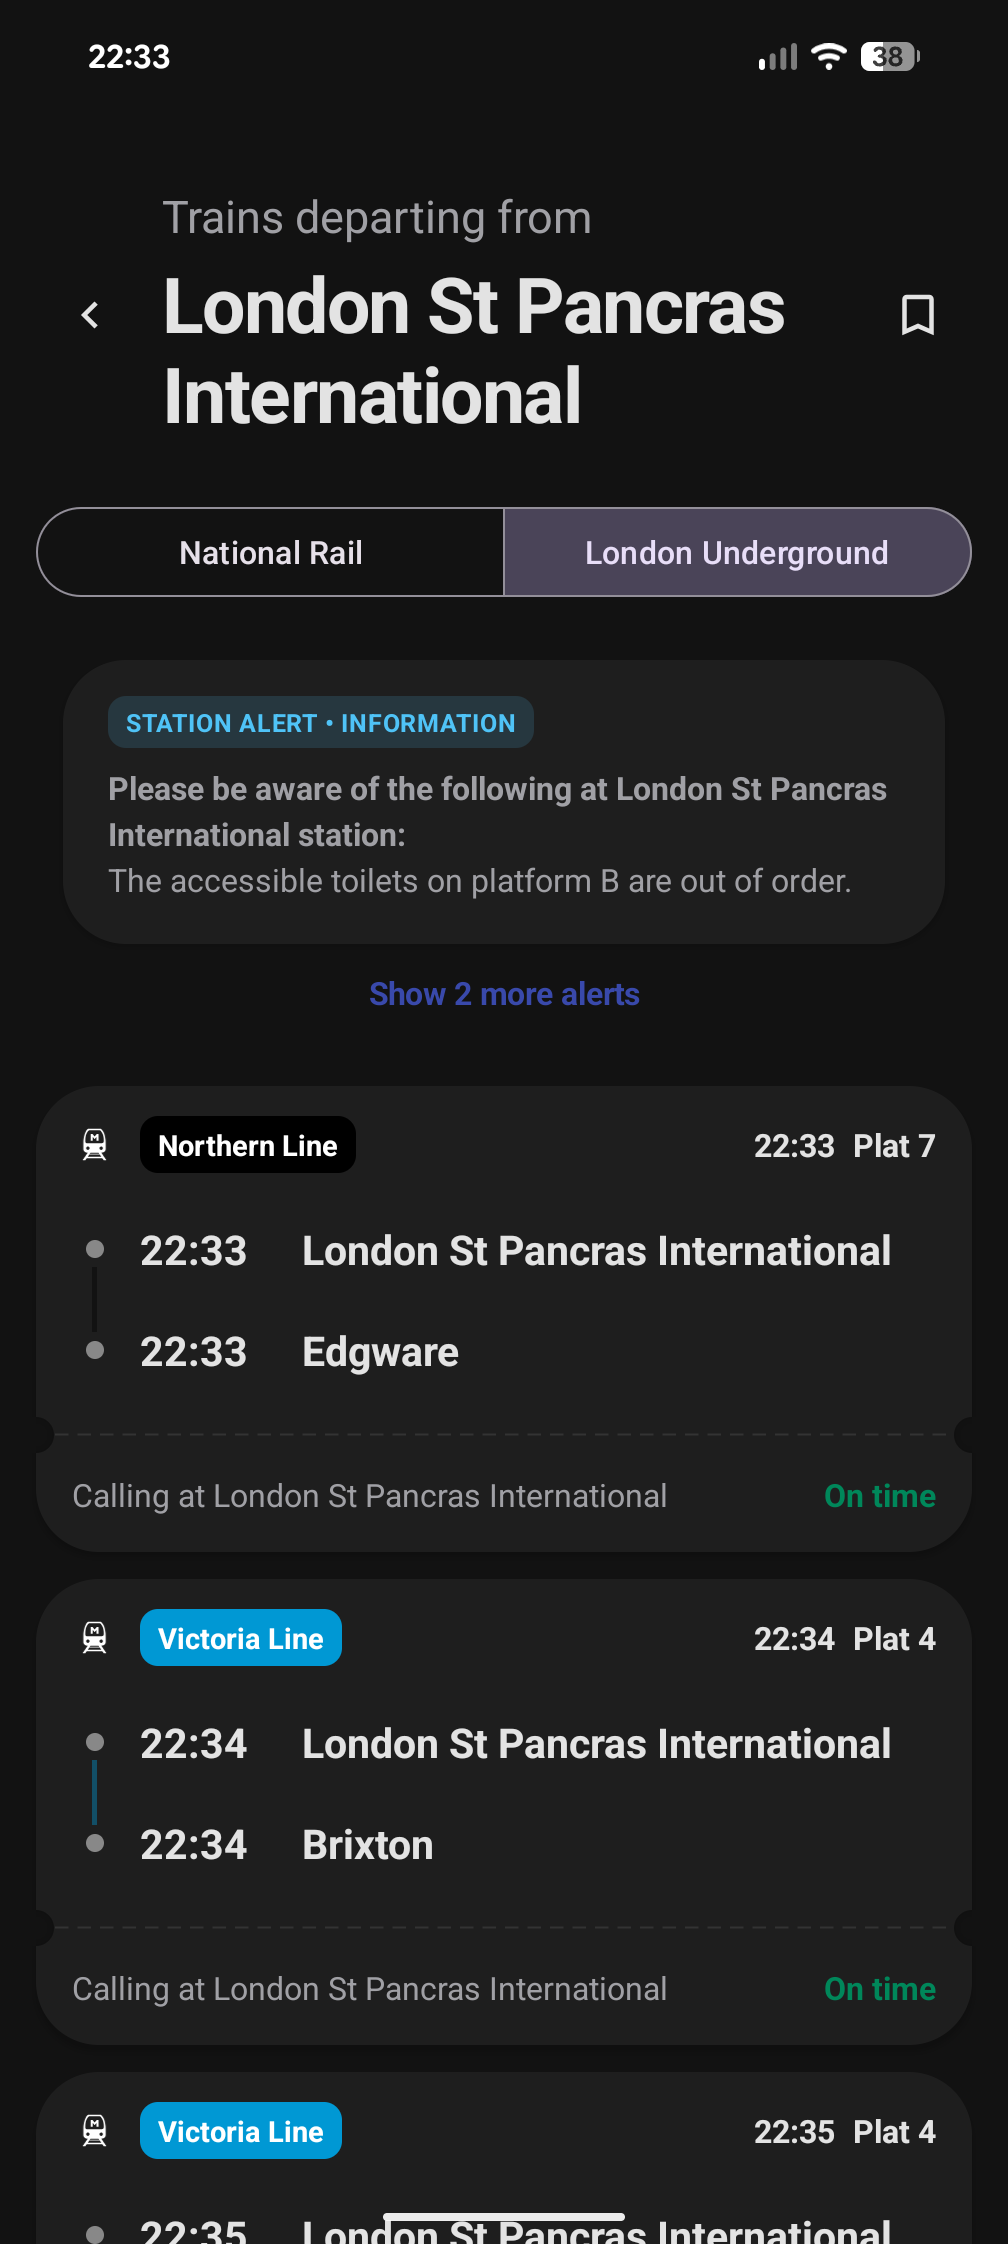 22:33
38
Trains departing from
London St Pancras
International
National Rail
London Underground
STATION ALERT • INFORMATION
Please be aware of the following at London St Pancras
International station:
The accessible toilets on platform B are out of order.
Show 2 more alerts
Northern Line
22:33 Plat 7
22:33 London St Pancras International
22:33 Edgware
Calling at London St Pancras International
On time
Victoria Line
22:34 Plat 4
22:34 London St Pancras International
22:34 Brixton
Calling at London St Pancras International
On time
Victoria Line
22:35 Plat 4
22:35 London St Pancras International